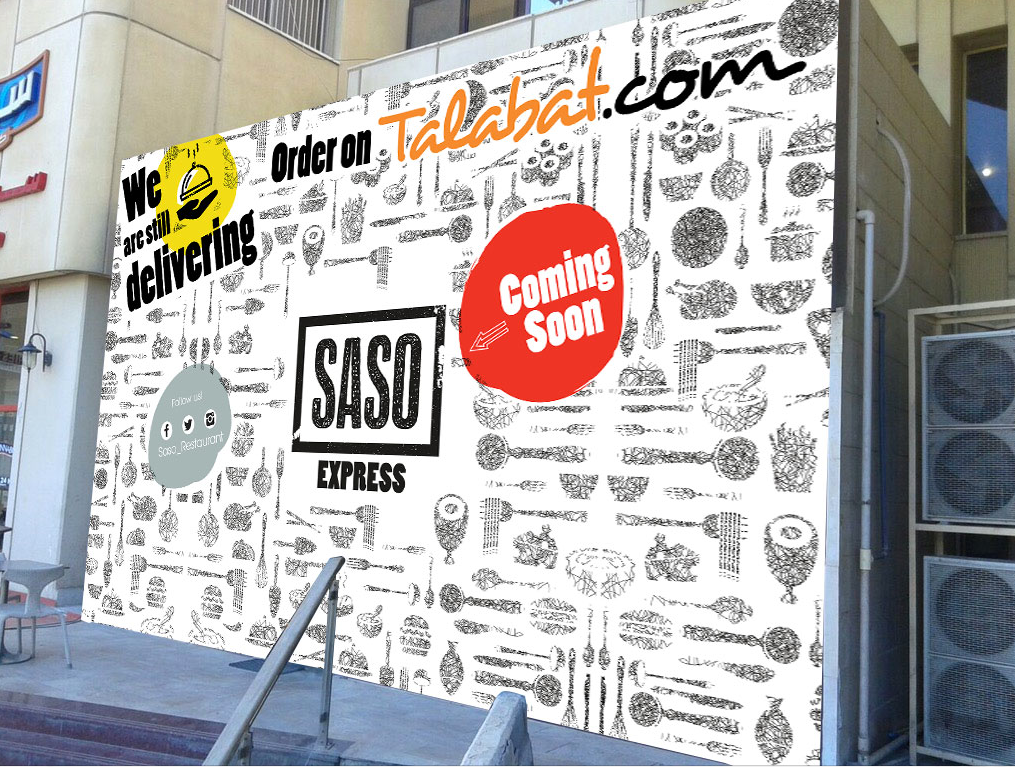 We
are still
delivering
Order on Talabat.com
Coming
Soon
SASO
EXPRESS
Follow us!
Saso_Restaurant